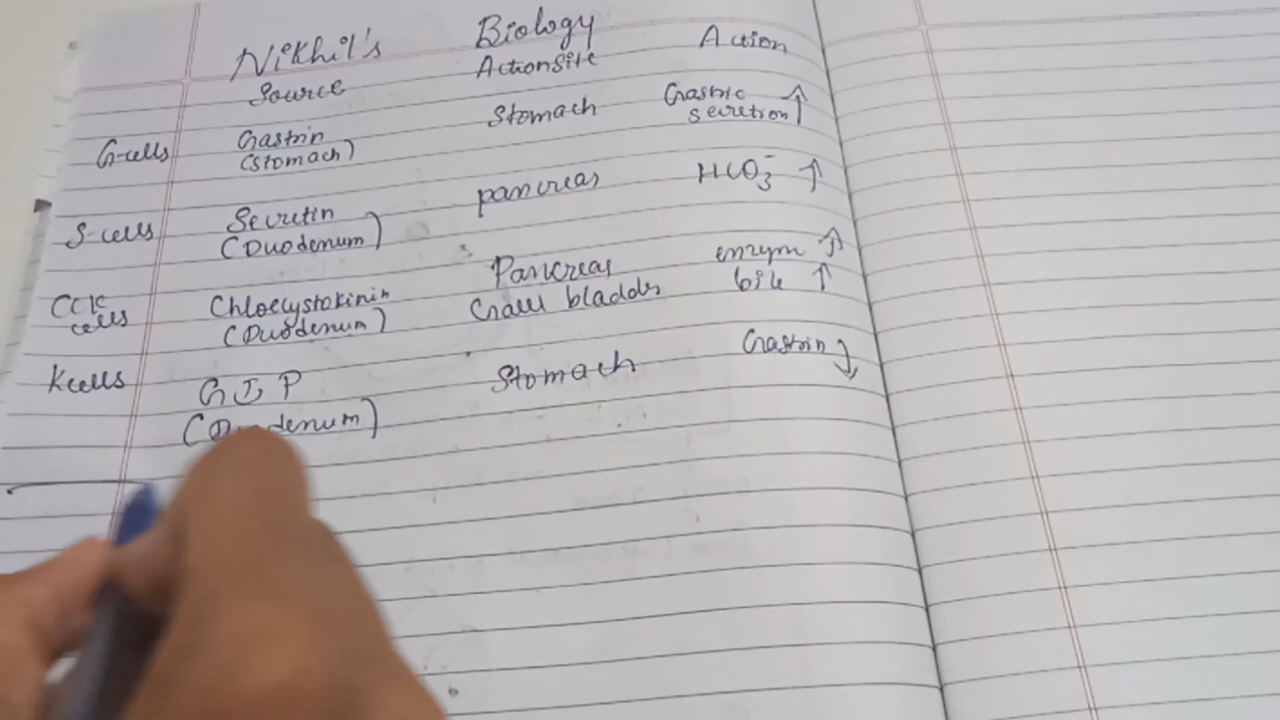 Nikhil's Biology
Source Actionsite Action
G-cells Gastrin Stomach Gastric
(stomach) secretion ↑
S-cells Secretin pancreas HCO₃⁻ ↑
(Duodenum)
CCK Chloecystokinin Pancreas enzym ↑
cells (Duodenum) Gall bladder bile ↑
Kcells GIP Stomach Gastrin ↓
(Duodenum)